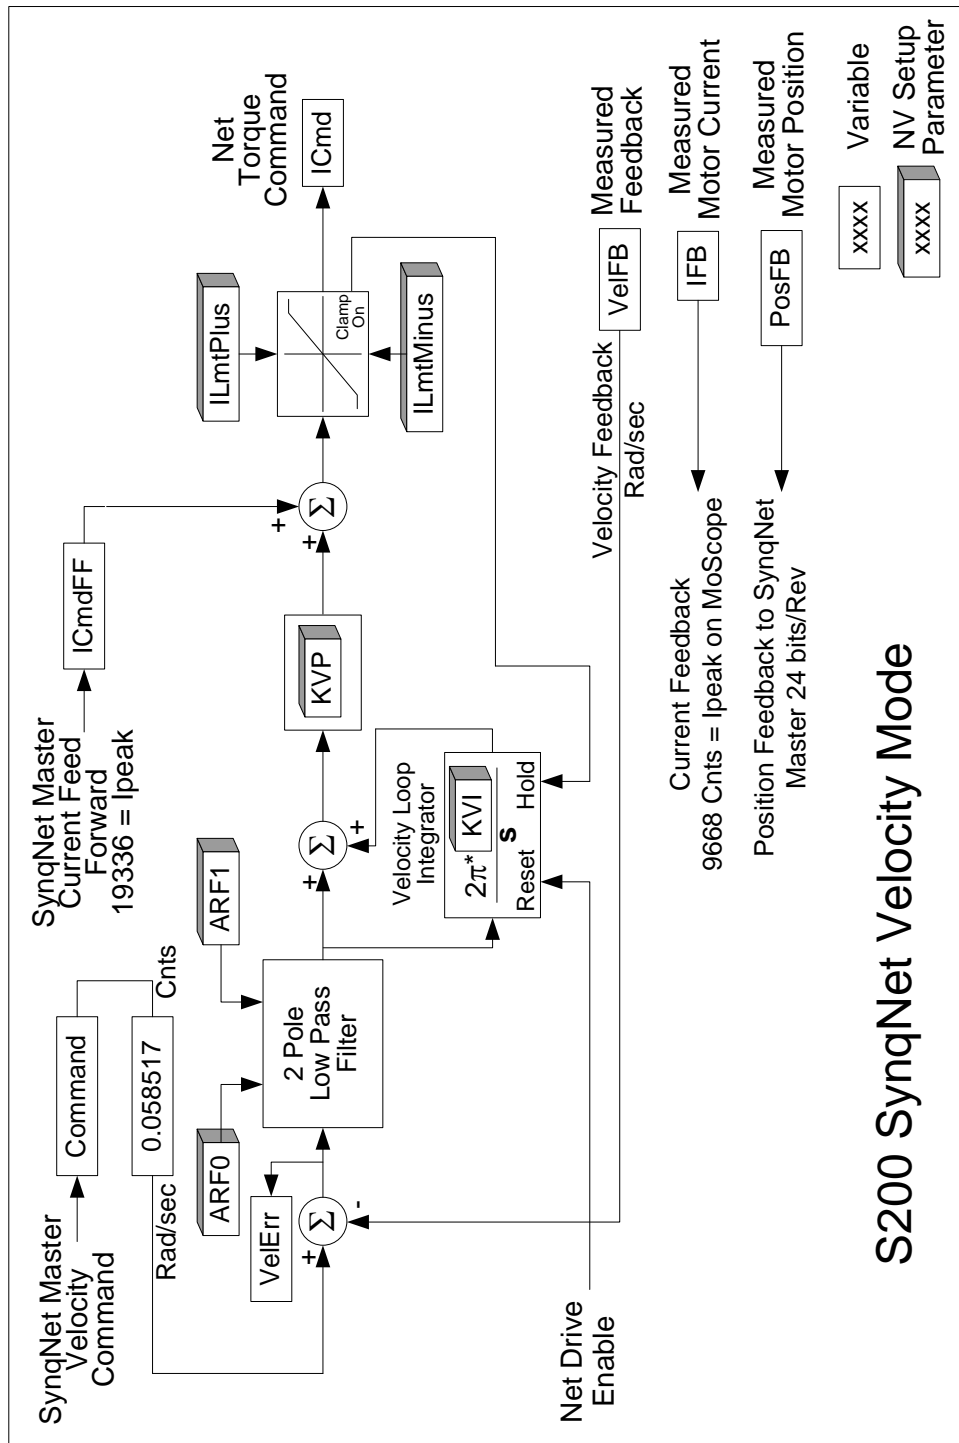 SynqNet Master
Velocity
Command
Command
0.058517
Rad/sec
Cnts
SynqNet Master
Current Feed
Forward
19336 = Ipeak
ICmdFF
ARF0
ARF1
VelErr
Σ
+
-
2 Pole
Low Pass
Filter
Σ
+
+
KVP
Σ
+
+
ILmtPlus
ILmtMinus
Clamp
On
Net
Torque
Command
ICmd
Velocity Loop
Integrator
2π*
KVI
s
Reset
Hold
Net Drive
Enable
Velocity Feedback
Rad/sec
VelFB
Measured
Feedback
Current Feedback
9668 Cnts = Ipeak on MoScope
IFB
Measured
Motor Current
Position Feedback to SynqNet
Master 24 bits/Rev
PosFB
Measured
Motor Position
xxxx
Variable
xxxx
NV Setup
Parameter
S200 SynqNet Velocity Mode